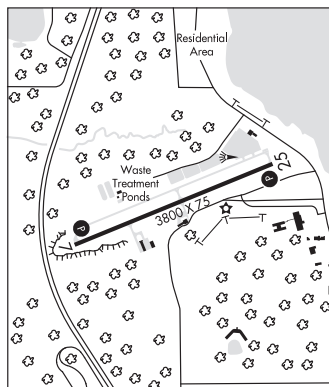 Residential
Area
Waste
Treatment
Ponds
25
P
3800 X 75
P
7